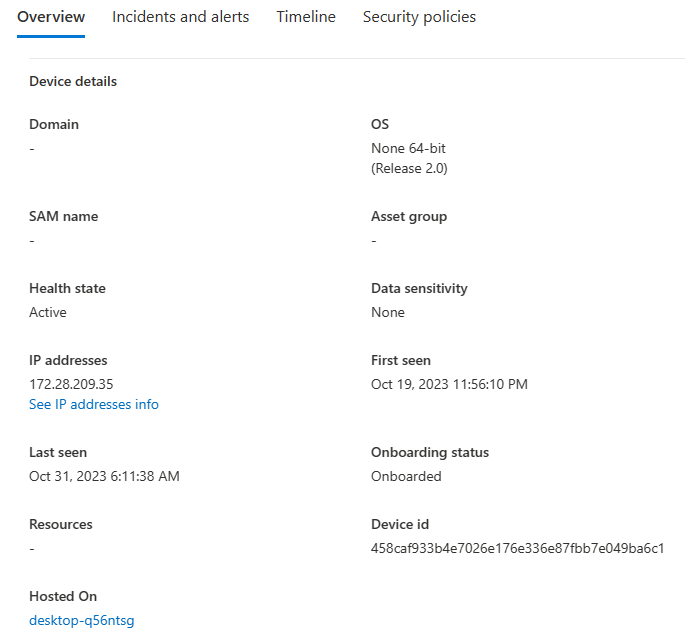 Overview Incidents and alerts Timeline Security policies
Device details
Domain
-
OS
None 64-bit
(Release 2.0)
SAM name
-
Asset group
-
Health state
Active
Data sensitivity
None
IP addresses
172.28.209.35
See IP addresses info
First seen
Oct 19, 2023 11:56:10 PM
Last seen
Oct 31, 2023 6:11:38 AM
Onboarding status
Onboarded
Resources
-
Device id
458caf933b4e7026e176e336e87fbb7e049ba6c1
Hosted On
desktop-q56ntsg